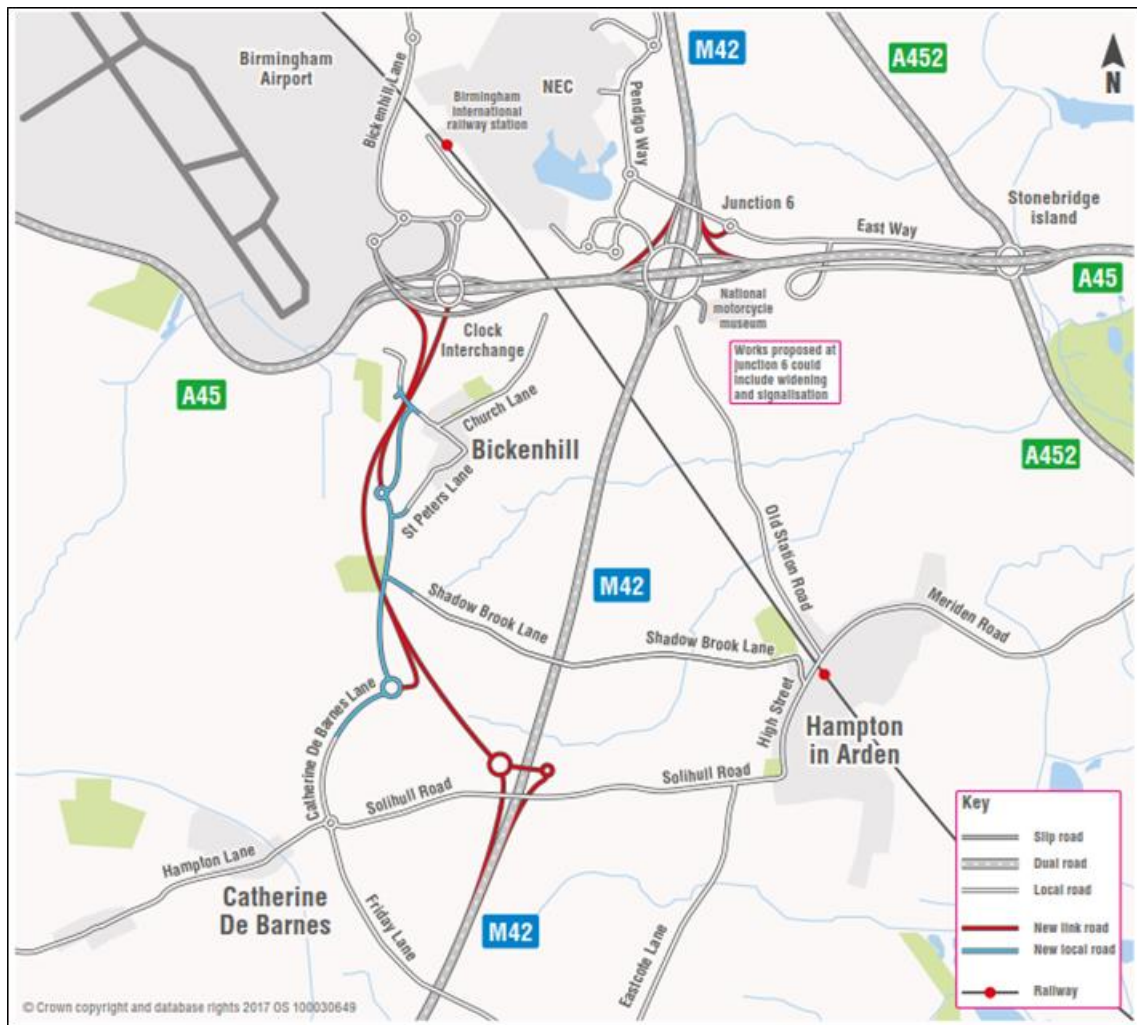 Birmingham
Airport
Bickenhill Lane
Birmingham
International
railway station
NEC
Pendigo Way
M42
A452
N
Junction 6
East Way
Stonebridge
island
A45
National
motorcycle
museum
Clock
Interchange
Works proposed at
junction 6 could
include widening
and signalisation
A45
Church Lane
Bickenhill
St Peters Lane
A452
Old Station Road
M42
Shadow Brook Lane
Shadow Brook Lane
Meriden Road
High Street
Hampton
in Arden
Catherine De Barnes Lane
Solihull Road
Solihull Road
Hampton Lane
Catherine
De Barnes
Friday Lane
M42
Eastcote Lane
Key
Slip road
Dual road
Local road
New link road
New local road
Railway
© Crown copyright and database rights 2017 OS 100030649